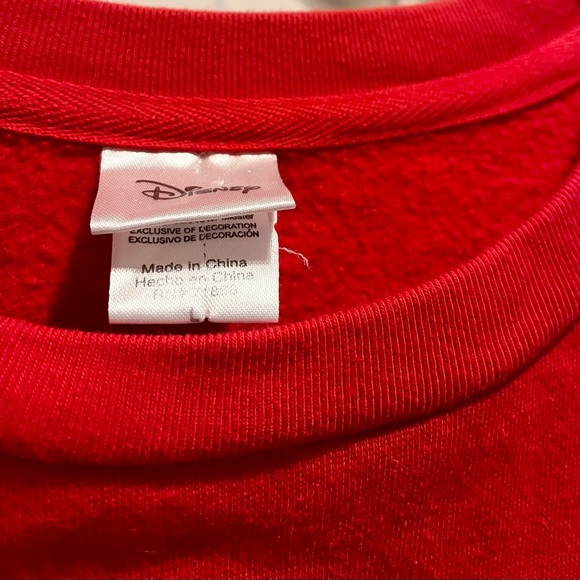 Disney
EXCLUSIVE OF DECORATION
EXCLUSIVO DE DECORACIÓN
Made in China
Hecho en China
L